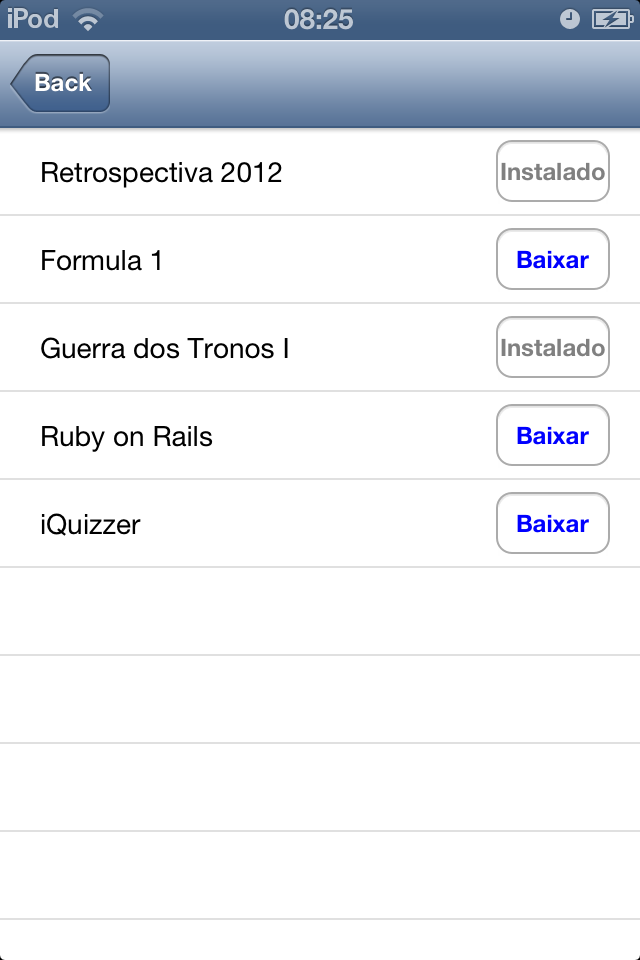 iPod 08:25
Back
Retrospectiva 2012 Instalado
Formula 1 Baixar
Guerra dos Tronos I Instalado
Ruby on Rails Baixar
iQuizzer Baixar